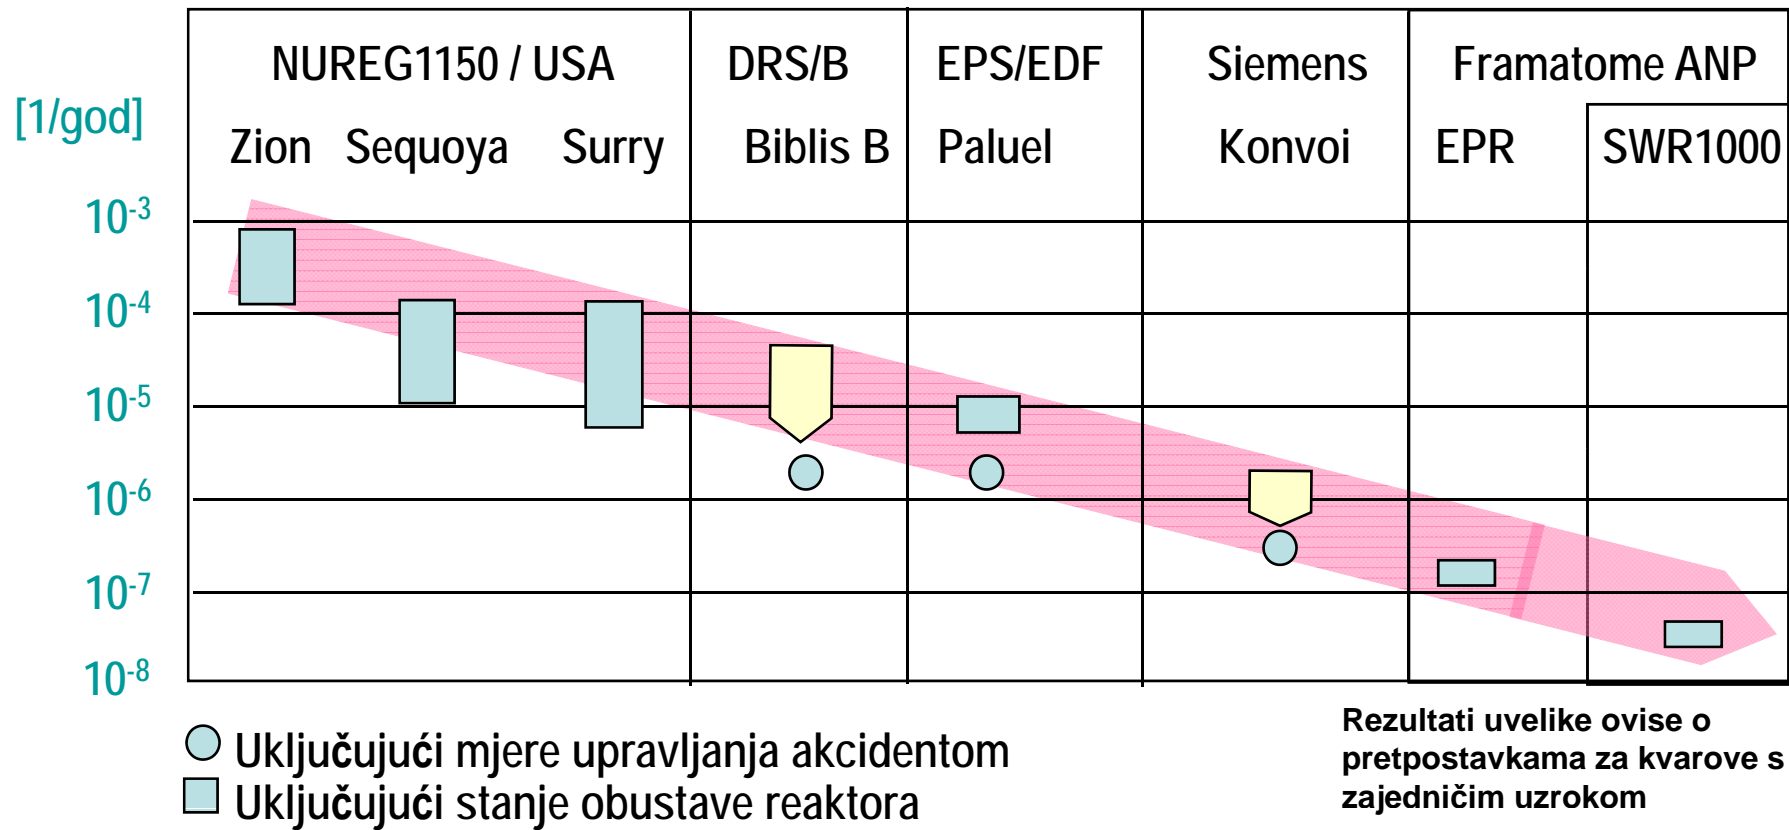 NUREG1150 / USA DRS/B EPS/EDF Siemens Framatome ANP
[1/god]
Zion Sequoya Surry Biblis B Paluel Konvoi EPR SWR1000
10-3
10-4
10-5
10-6
10-7
10-8
Uključujući mjere upravljanja akcidentom
Uključujući stanje obustave reaktora
Rezultati uvelike ovise o
pretpostavkama za kvarove s
zajedničim uzrokom